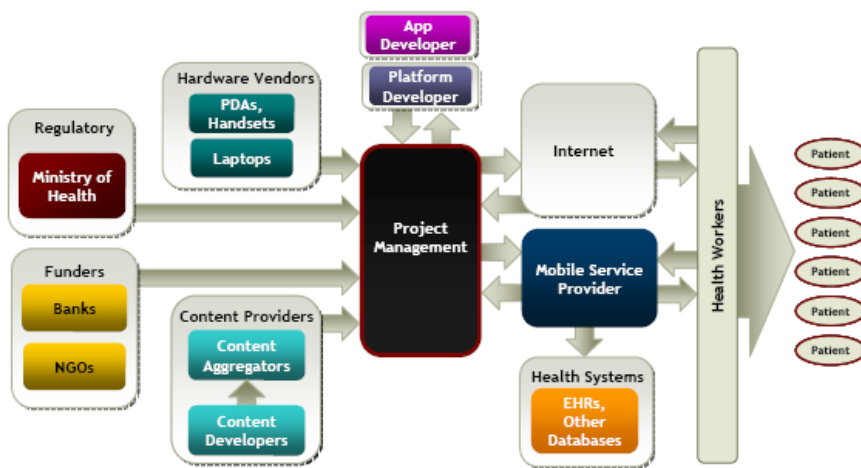 App
Developer
Platform
Developer
Hardware Vendors
PDAs,
Handsets
Laptops
Regulatory
Ministry of
Health
Funders
Banks
NGOs
Content Providers
Content
Aggregators
Content
Developers
Project
Management
Internet
Mobile Service
Provider
Health Systems
EHRs,
Other
Databases
Health Workers
Patient
Patient
Patient
Patient
Patient
Patient